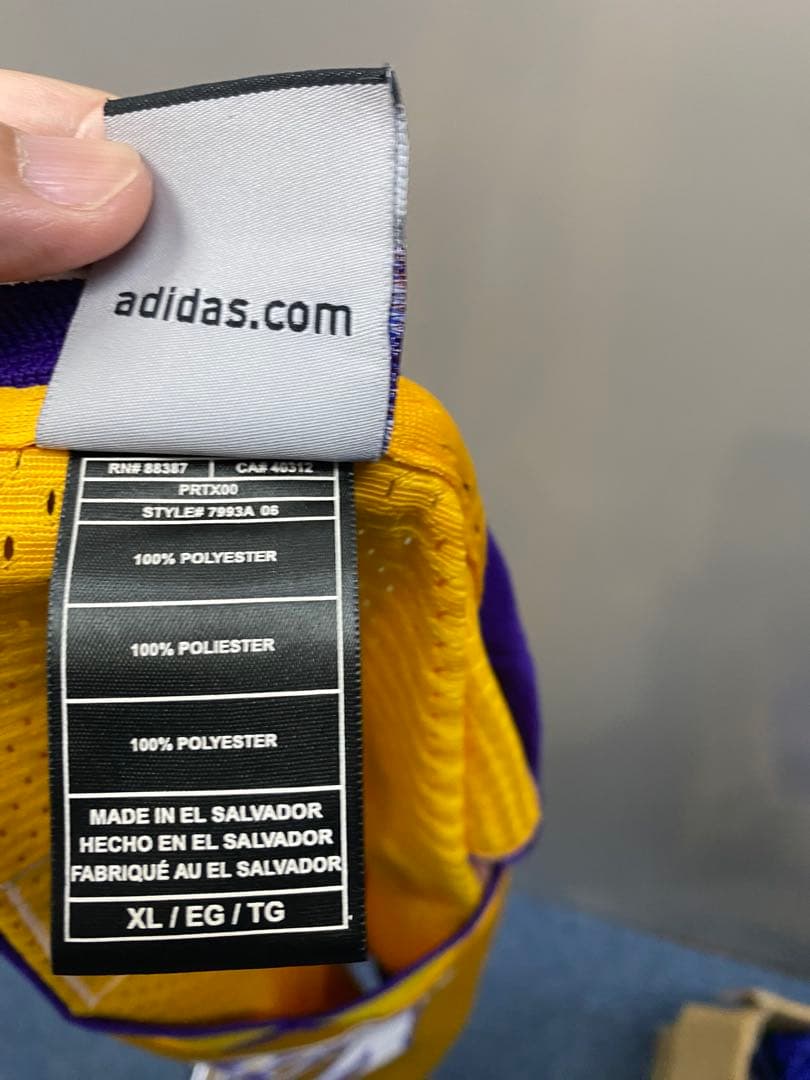 adidas.com
RN# 88387 CA# 40312
PRTX00
STYLE# 7993A 06
100% POLYESTER
100% POLIESTER
100% POLYESTER
MADE IN EL SALVADOR
HECHO EN EL SALVADOR
FABRIQUÉ AU EL SALVADOR
XL / EG / TG